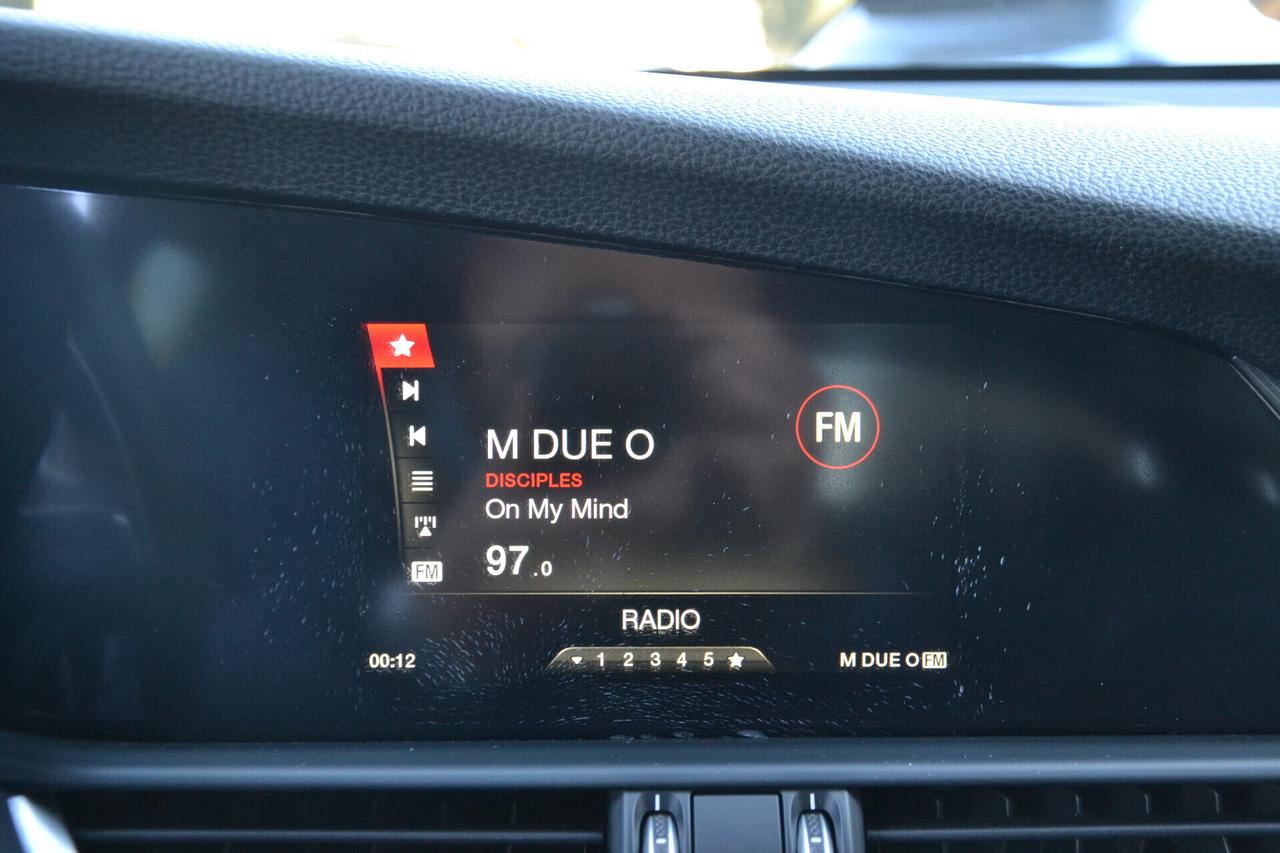 M DUE O
FM
DISCIPLES
On My Mind
97.0
FM
RADIO
00:12
1 2 3 4 5
M DUE O FM